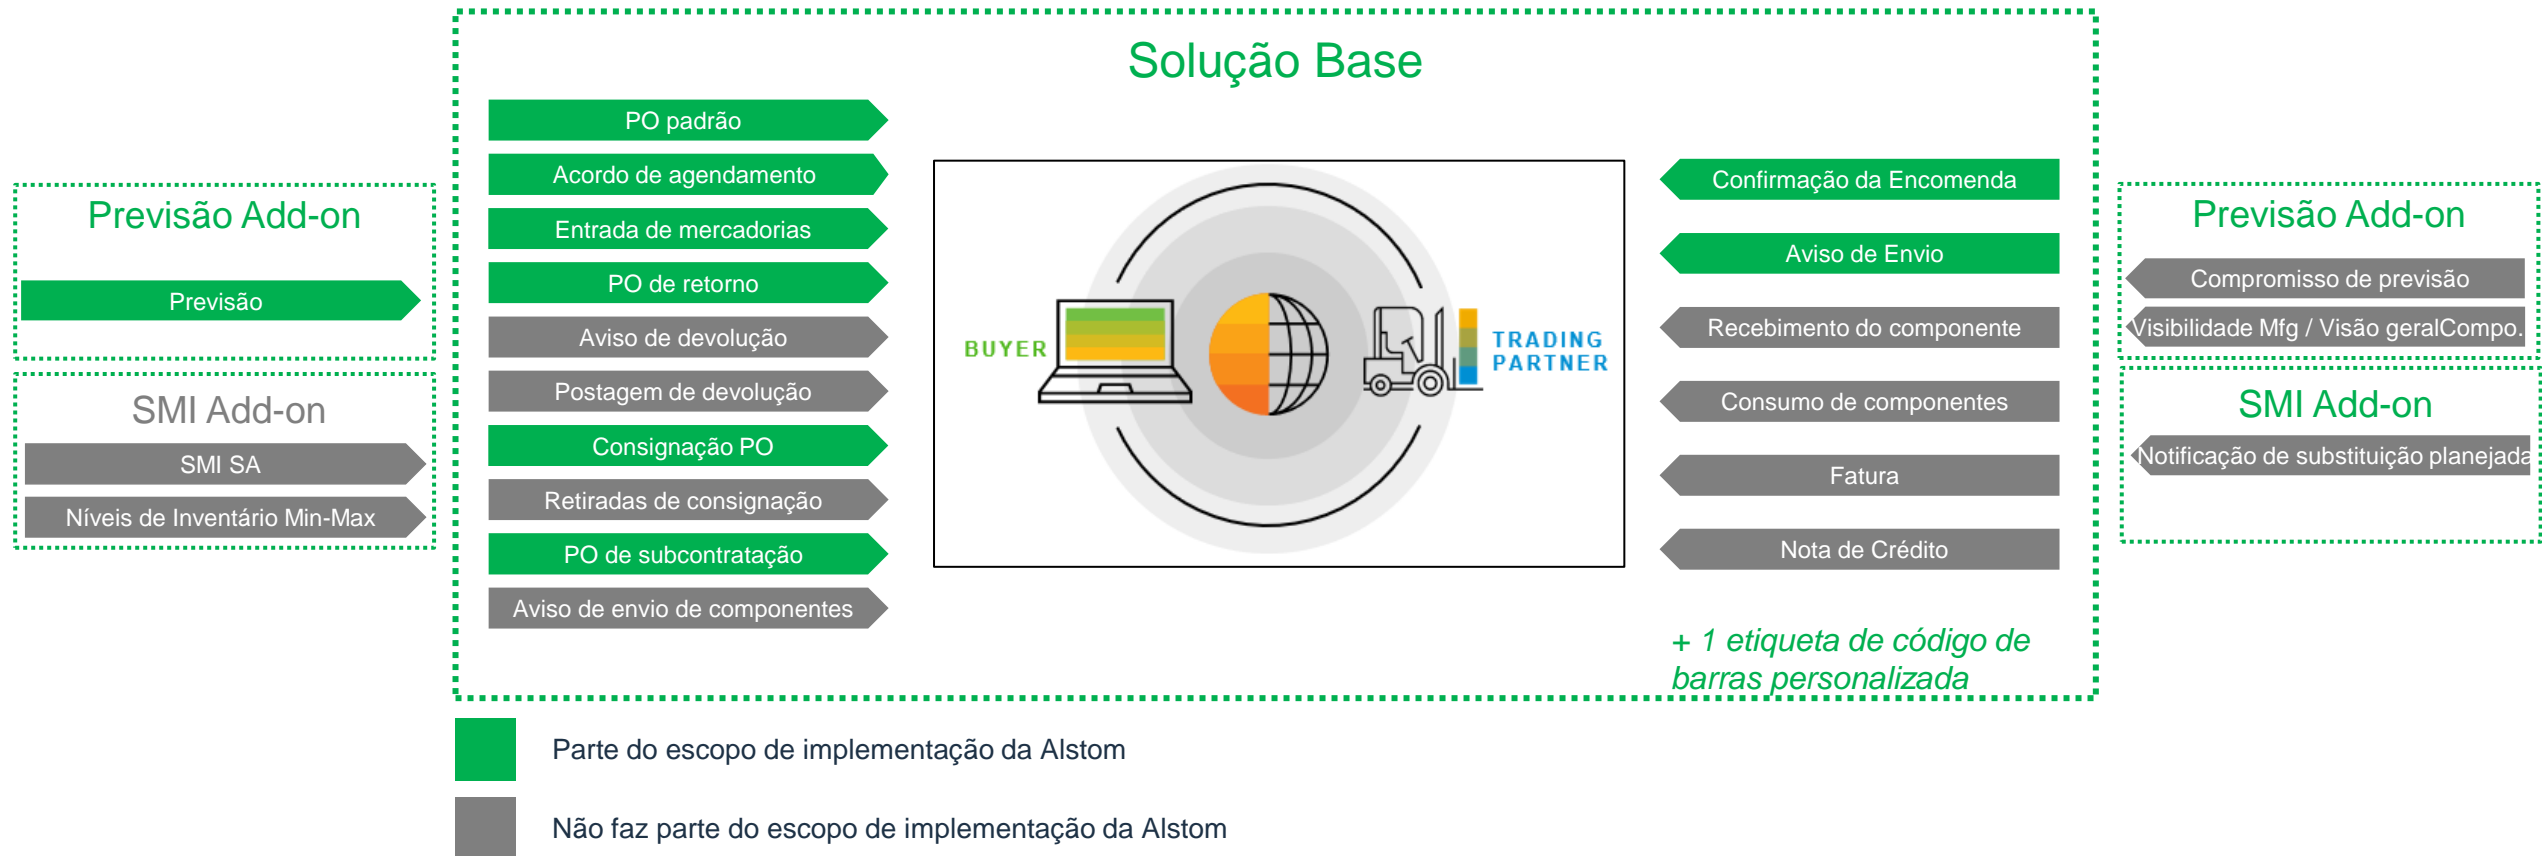 Solução Base
Previsão Add-on
Previsão
SMI Add-on
SMI SA
Níveis de Inventário Min-Max
PO padrão
Acordo de agendamento
Entrada de mercadorias
PO de retorno
Aviso de devolução
Postagem de devolução
Consignação PO
Retiradas de consignação
PO de subcontratação
Aviso de envio de componentes
BUYER
TRADING
PARTNER
Confirmação da Encomenda
Aviso de Envio
Recebimento do componente
Consumo de componentes
Fatura
Nota de Crédito
+ 1 etiqueta de código de
barras personalizada
Previsão Add-on
Compromisso de previsão
Visibilidade Mfg / Visão geralCompo.
SMI Add-on
Notificação de substituição planejada
Parte do escopo de implementação da Alstom
Não faz parte do escopo de implementação da Alstom